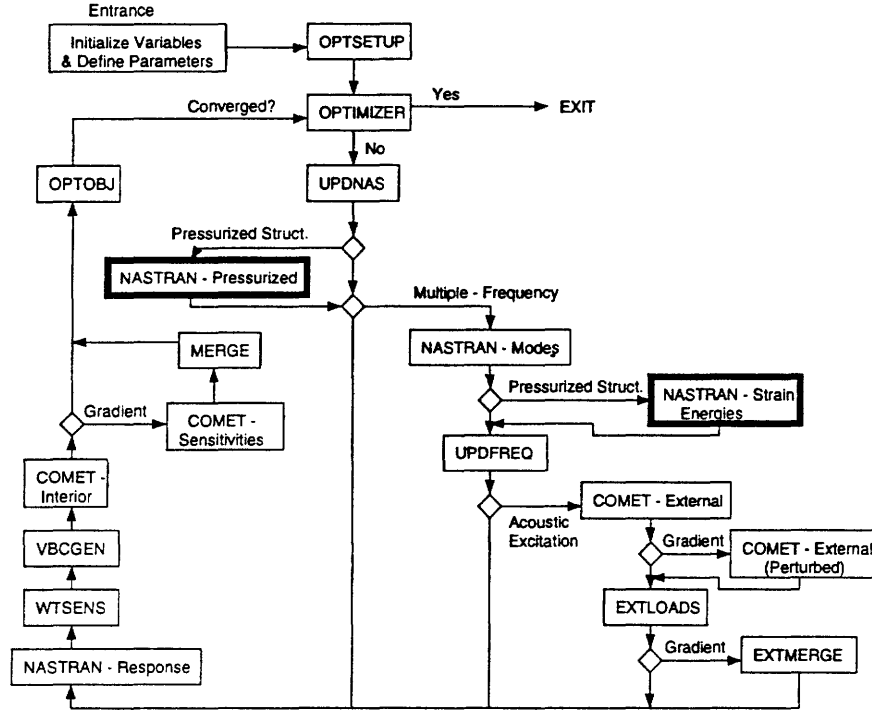 Entrance
Initialize Variables
& Define Parameters
OPTSETUP
Converged?
OPTIMIZER
Yes
EXIT
No
OPTOBJ
UPDNAS
Pressurized Struct.
NASTRAN - Pressurized
Multiple - Frequency
MERGE
NASTRAN - Modes
Gradient
COMET -
Sensitivities
Pressurized Struct.
NASTRAN - Strain
Energies
UPDFREQ
COMET -
Interior
Acoustic
Excitation
COMET - External
VBCGEN
Gradient
COMET - External
(Perturbed)
WTSENS
EXTLOADS
NASTRAN - Response
Gradient
EXTMERGE